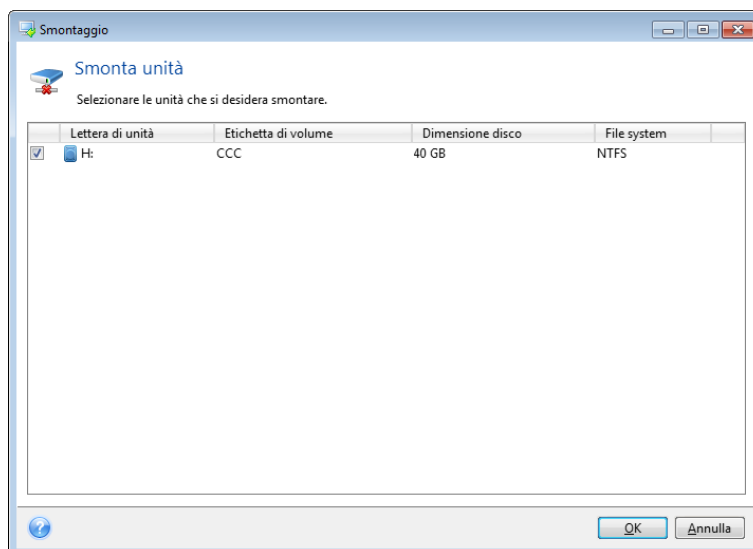 Smontaggio
Smonta unità
Selezionare le unità che si desidera smontare.
Lettera di unità Etichetta di volume Dimensione disco File system
H: CCC 40 GB NTFS
OK Annulla